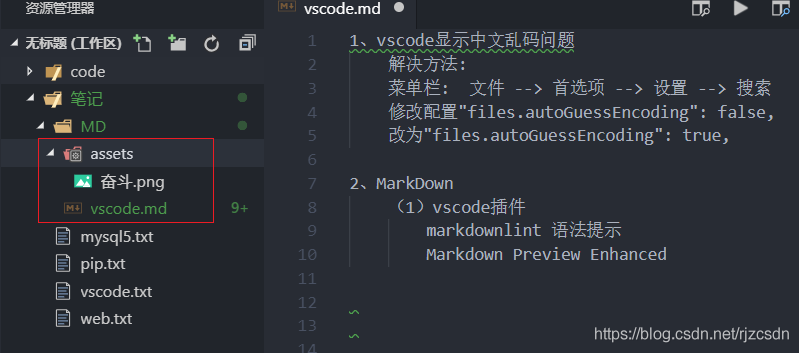 资源管理器
无标题 (工作区)
code
笔记
MD
assets
奋斗.png
vscode.md 9+
mysql5.txt
pip.txt
vscode.txt
web.txt
vscode.md
1 1、vscode显示中文乱码问题
2 解决方法:
3 菜单栏: 文件 --> 首选项 --> 设置 --> 搜索
4 修改配置"files.autoGuessEncoding": false,
5 改为"files.autoGuessEncoding": true,
6
7 2、MarkDown
8 （1）vscode插件
9 markdownlint 语法提示
10 Markdown Preview Enhanced
11
12
13
14
https://blog.csdn.net/rjzcsdn